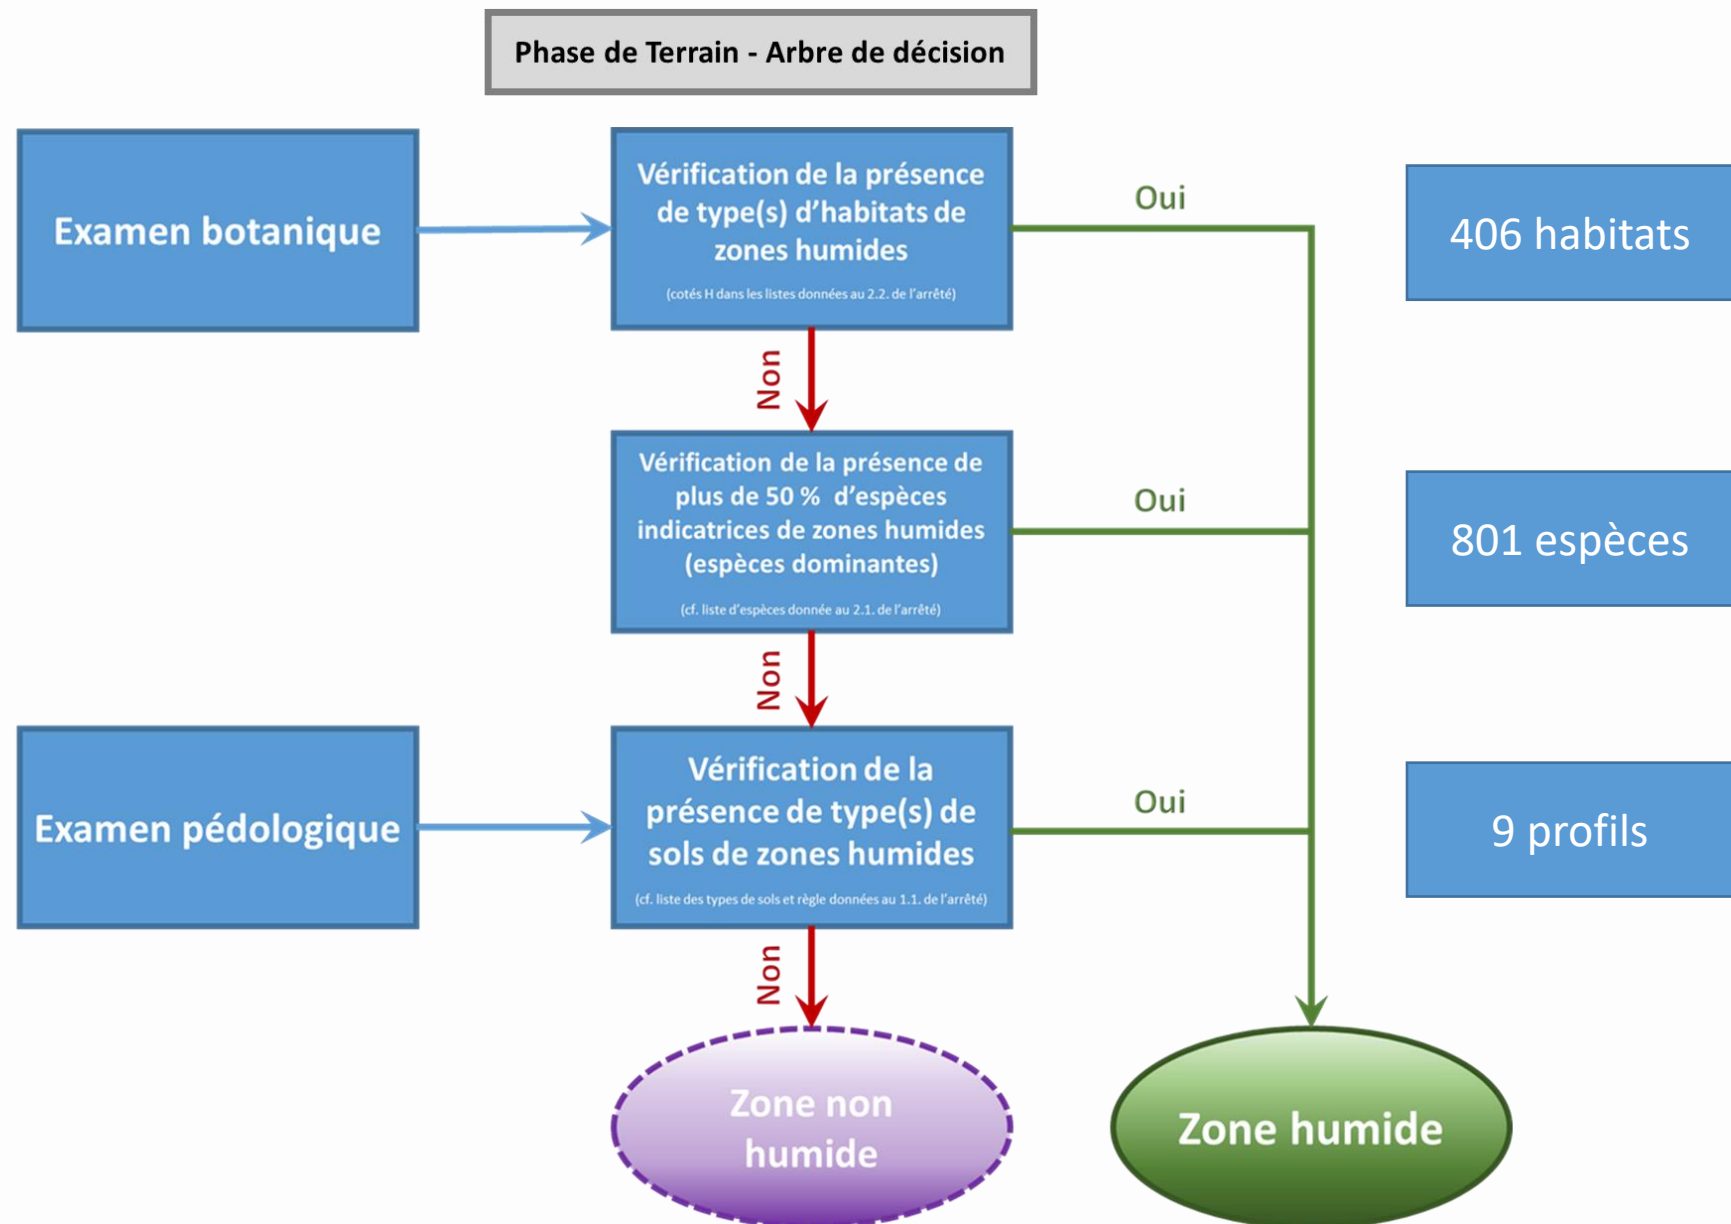 Phase de Terrain - Arbre de décision
Examen botanique
Vérification de la présence
de type(s) d'habitats de
zones humides
(cotés H dans les listes données au 2.2. de l'arrêté)
Oui
406 habitats
Non
Vérification de la présence de
plus de 50 % d'espèces
indicatrices de zones humides
(espèces dominantes)
(cf. liste d'espèces donnée au 2.1. de l'arrêté)
Oui
801 espèces
Non
Examen pédologique
Vérification de la
présence de type(s) de
sols de zones humides
(cf. liste des types de sols et règle données au 1.1. de l'arrêté)
Oui
9 profils
Non
Zone non
humide
Zone humide